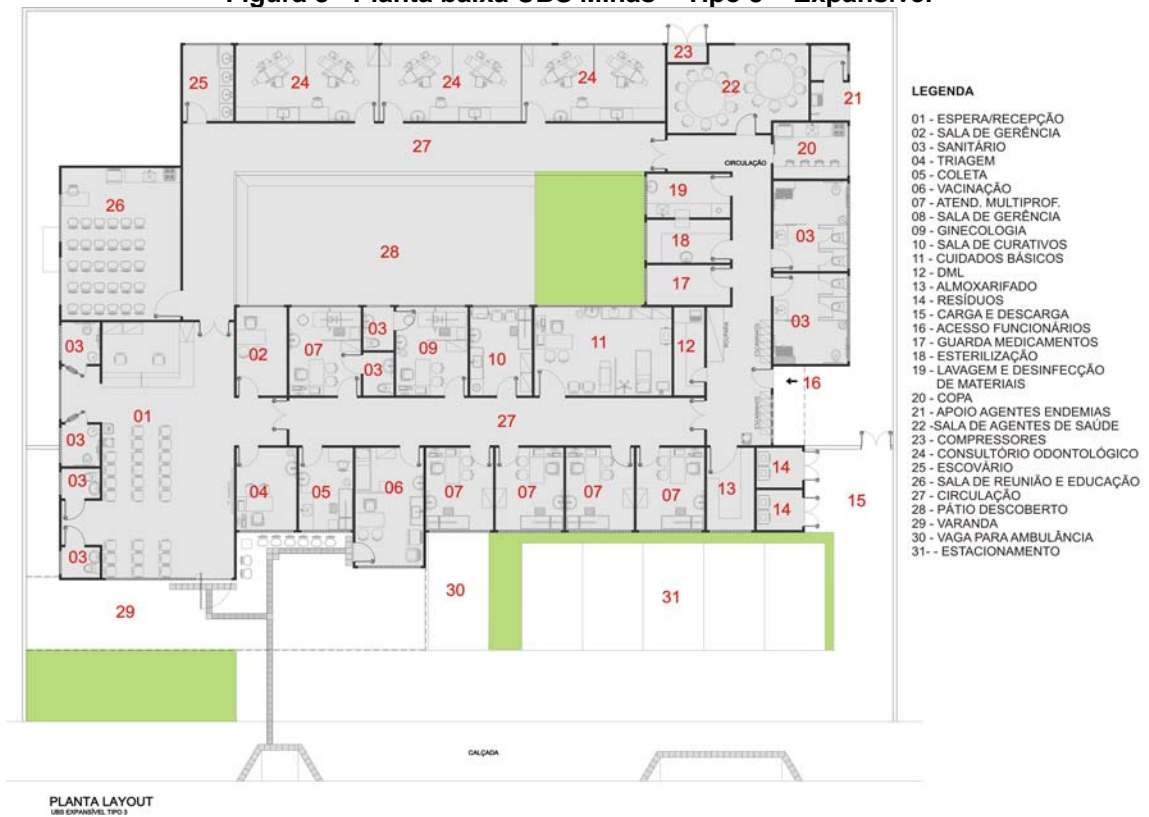 Figura 3 - Planta baixa UBS Minas – Tipo 3 – Expansível
23
25
24
24
24
22
21
27
CIRCULAÇÃO
20
26
19
28
18
03
17
03
03
02
07
03
03
09
10
11
12
16
01
27
03
03
04
05
06
07
07
07
07
13
14
14
15
03
29
30
31
CALÇADA
PLANTA LAYOUT
UBS EXPANSÍVEL TIPO 3
LEGENDA
01 - ESPERA/RECEPÇÃO
02 - SALA DE GERÊNCIA
03 - SANITÁRIO
04 - TRIAGEM
05 - COLETA
06 - VACINAÇÃO
07 - ATEND. MULTIPROF.
08 - SALA DE GERÊNCIA
09 - GINECOLOGIA
10 - SALA DE CURATIVOS
11 - CUIDADOS BÁSICOS
12 - DML
13 - ALMOXARIFADO
14 - RESÍDUOS
15 - CARGA E DESCARGA
16 - ACESSO FUNCIONÁRIOS
17 - GUARDA MEDICAMENTOS
18 - ESTERILIZAÇÃO
19 - LAVAGEM E DESINFECÇÃO
DE MATERIAIS
20 - COPA
21 - APOIO AGENTES ENDEMIAS
22 -SALA DE AGENTES DE SAÚDE
23 - COMPRESSORES
24 - CONSULTÓRIO ODONTOLÓGICO
25 - ESCOVÁRIO
26 - SALA DE REUNIÃO E EDUCAÇÃO
27 - CIRCULAÇÃO
28 - PÁTIO DESCOBERTO
29 - VARANDA
30 - VAGA PARA AMBULÂNCIA
31- - ESTACIONAMENTO